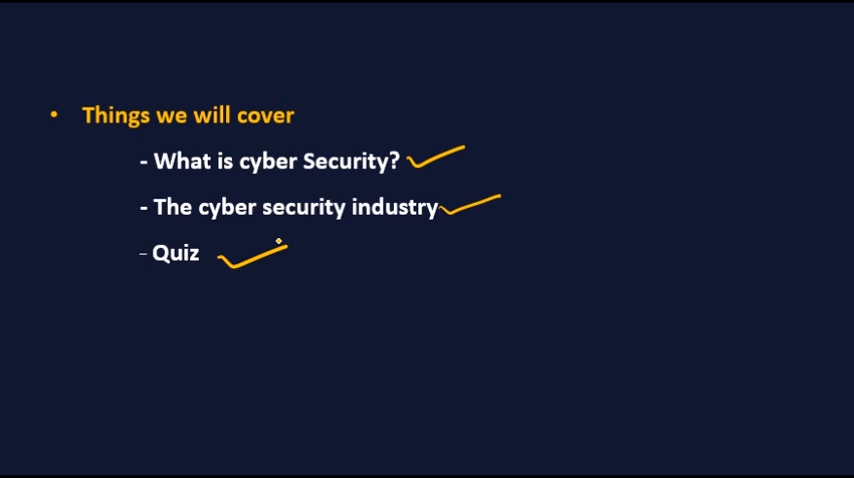 • Things we will cover
- What is cyber Security?
- The cyber security industry
- Quiz